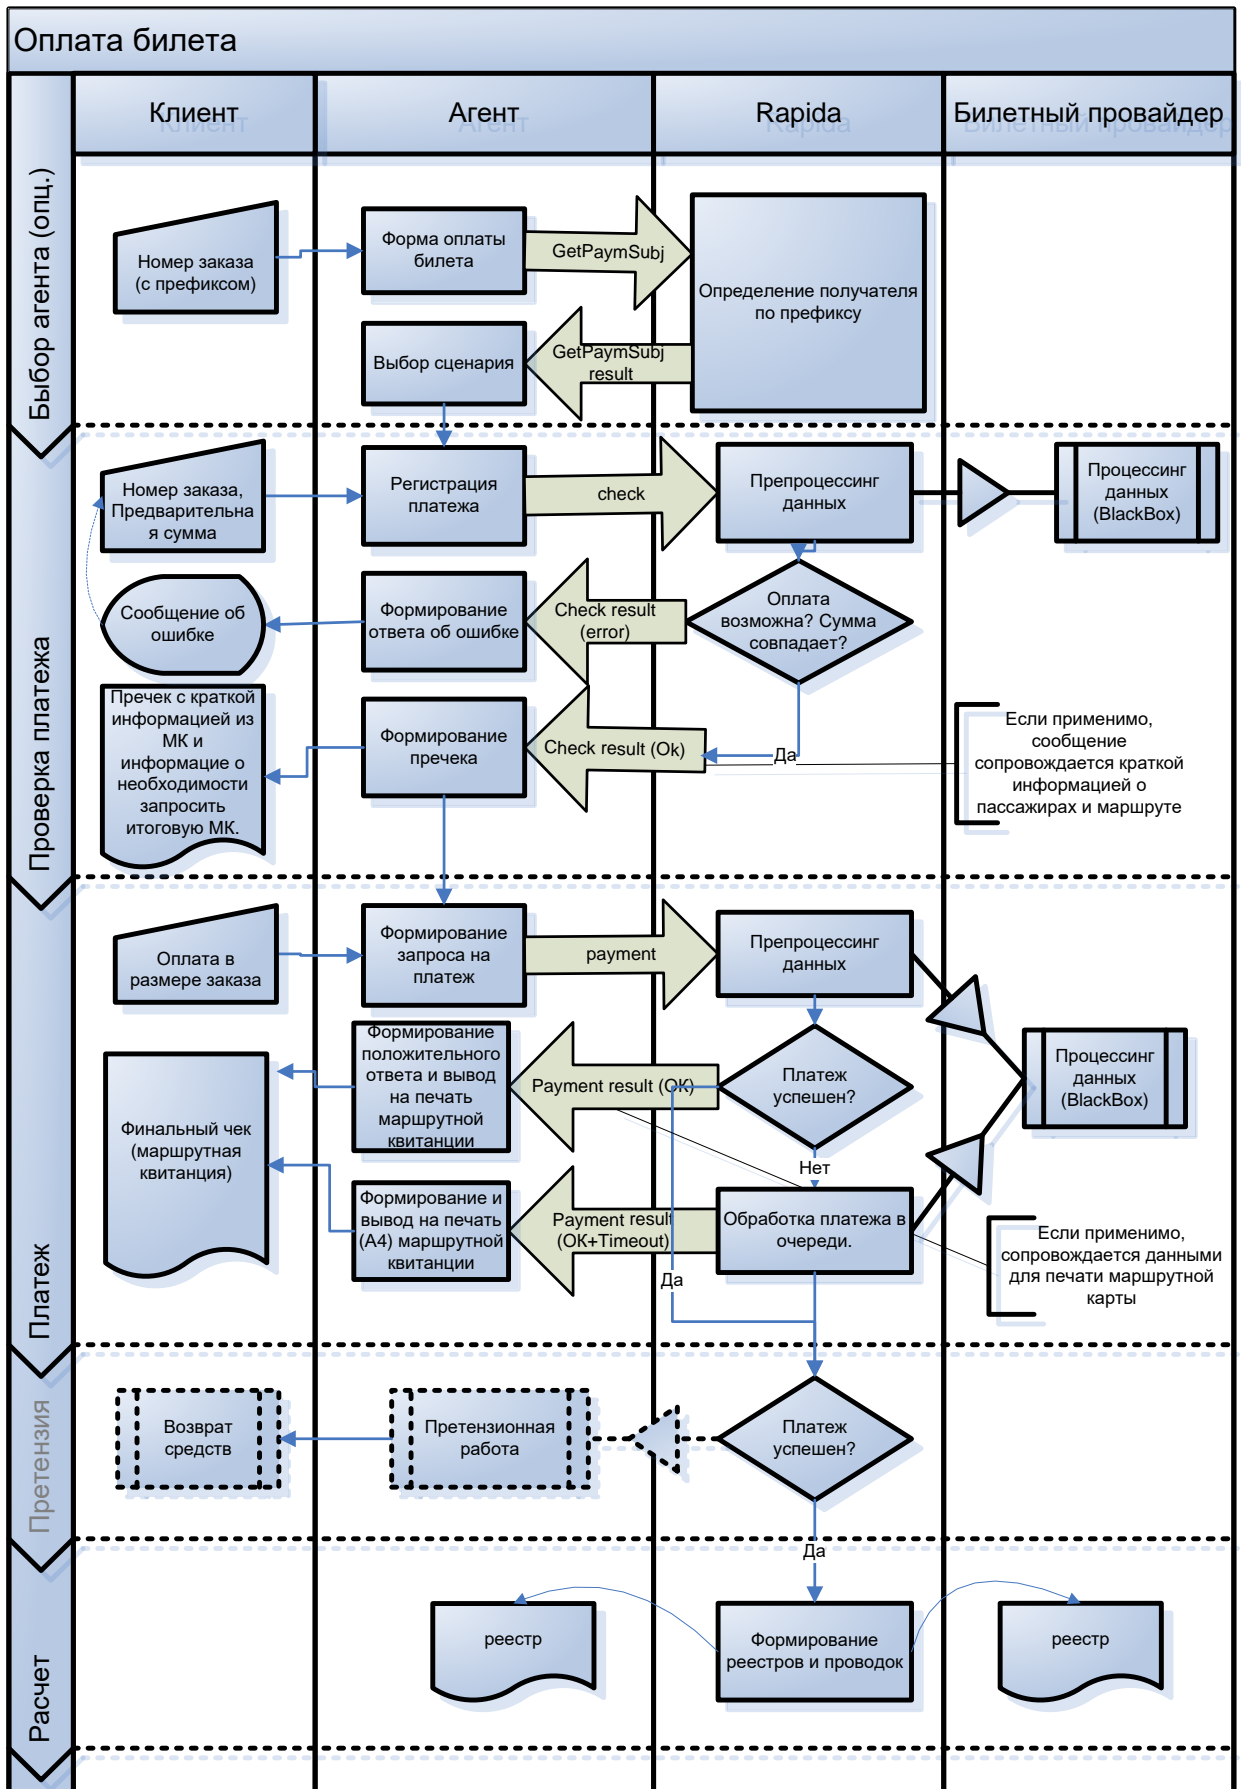 Оплата билета
Клиент
Агент
Rapida
Билетный провайдер
Выбор агента (опц.)
Номер заказа
(с префиксом)
Форма оплаты
билета
GetPaymSubj
Определение получателя
по префиксу
Выбор сценария
GetPaymSubj
result
Проверка платежа
Номер заказа,
Предварительна
я сумма
Регистрация
платежа
check
Препроцессинг
данных
Процессинг
данных
(BlackBox)
Сообщение об
ошибке
Формирование
ответа об ошибке
Check result
(error)
Оплата
возможна? Сумма
совпадает?
Пречек с краткой
информацией из
МК и
информацие о
необходимости
запросить
итоговую МК.
Формирование
пречека
Check result (Ok)
Да
Если применимо,
сообщение
сопровождается краткой
информацией о
пассажирах и маршруте
Платеж
Оплата в
размере заказа
Формирование
запроса на
платеж
payment
Препроцессинг
данных
Формирование
положительного
ответа и вывод
на печать
маршрутной
квитанции
Payment result (ОК)
Платеж
успешен?
Процессинг
данных
(BlackBox)
Финальный чек
(маршрутная
квитанция)
Нет
Формирование и
вывод на печать
(А4) маршрутной
квитанции
Payment result
(ОК+Timeout)
Обработка платежа в
очереди.
Да
Если применимо,
сопровождается данными
для печати маршрутной
карты
Претензия
Возврат
средств
Претензионная
работа
Платеж
успешен?
Да
Расчет
реестр
Формирование
реестров и проводок
реестр